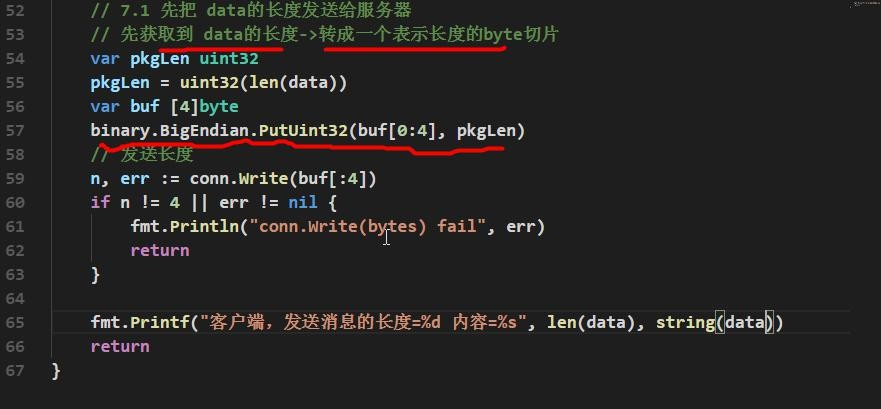 52 // 7.1 先把 data的长度发送给服务器
53 // 先获取到 data的长度->转成一个表示长度的byte切片
54 var pkgLen uint32
55 pkgLen = uint32(len(data))
56 var buf [4]byte
57 binary.BigEndian.PutUint32(buf[0:4], pkgLen)
58 // 发送长度
59 n, err := conn.Write(buf[:4])
60 if n != 4 || err != nil {
61 fmt.Println("conn.Write(bytes) fail", err)
62 return
63 }
64
65 fmt.Printf("客户端，发送消息的长度=%d 内容=%s", len(data), string(data))
66 return
67 }